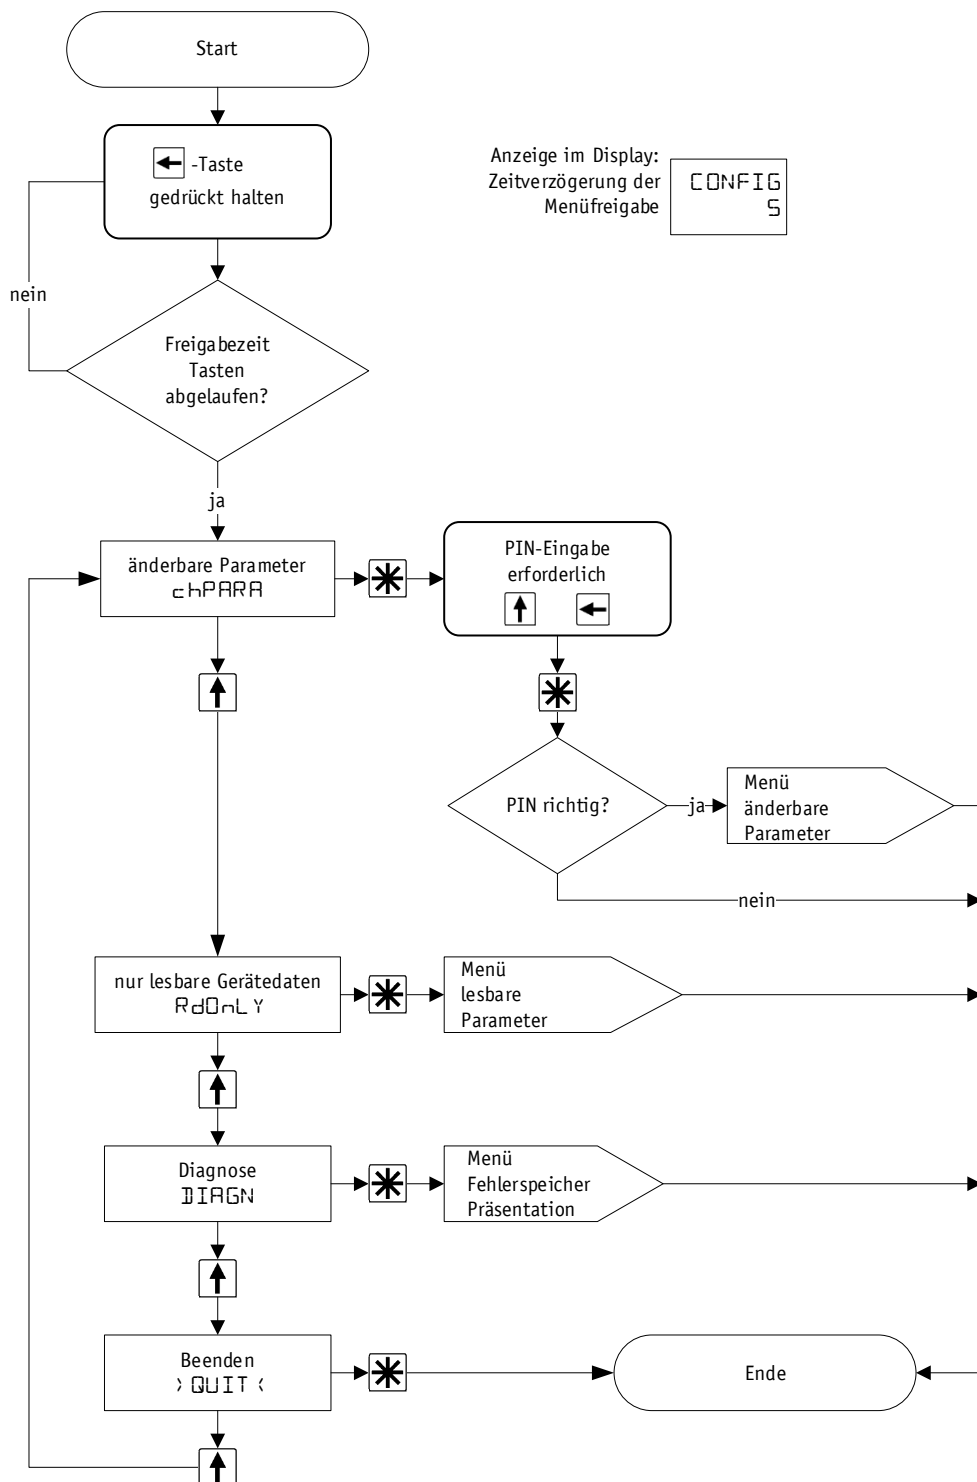 Start
-Taste
gedrückt halten
Anzeige im Display:
Zeitverzögerung der
Menüfreigabe
CONFIG
5
nein
Freigabezeit
Tasten
abgelaufen?
ja
änderbare Parameter
chPARA
PIN-Eingabe
erforderlich
PIN richtig?
ja
Menü
änderbare
Parameter
nein
nur lesbare Gerätedaten
RdOnLY
Menü
lesbare
Parameter
Diagnose
DIAGN
Menü
Fehlerspeicher
Präsentation
Beenden
> QUIT <
Ende